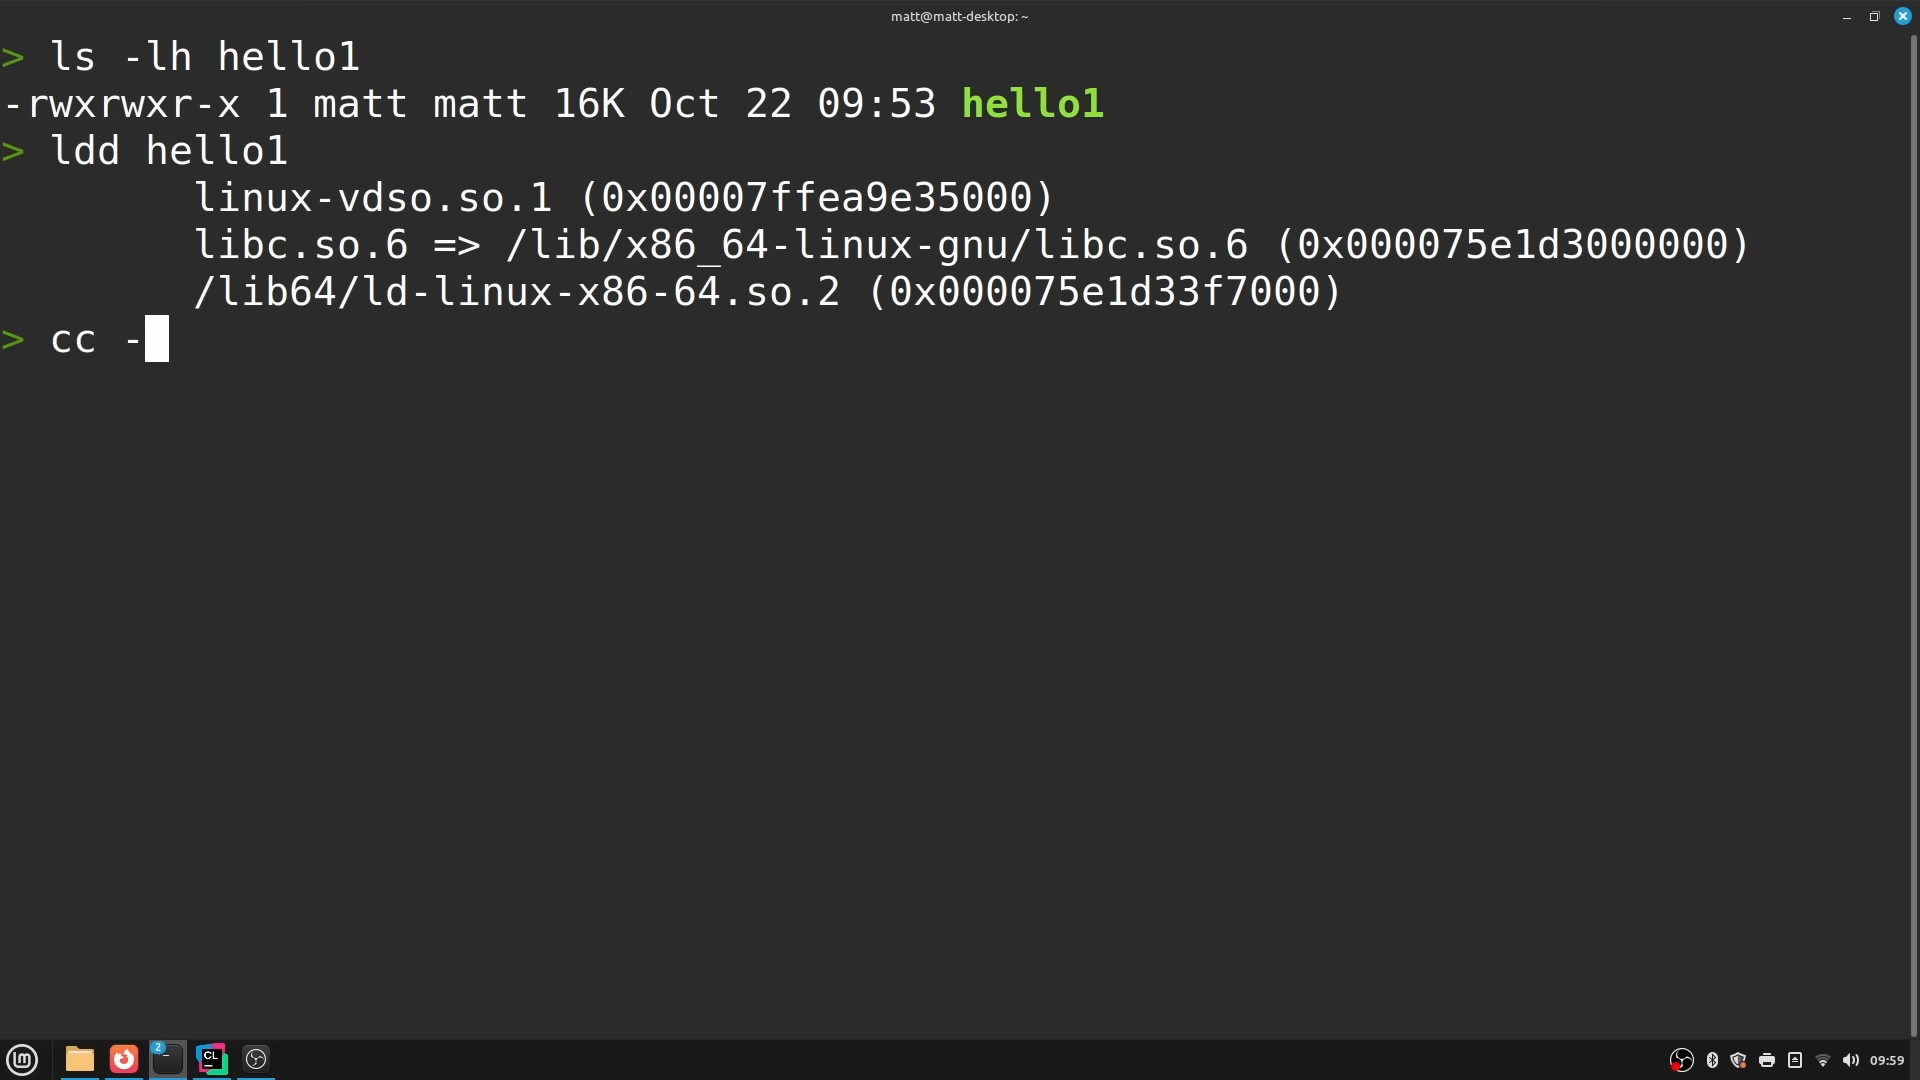 matt@matt-desktop: ~
> ls -lh hello1
-rwxrwxr-x 1 matt matt 16K Oct 22 09:53 hello1
> ldd hello1
        linux-vdso.so.1 (0x00007ffea9e35000)
        libc.so.6 => /lib/x86_64-linux-gnu/libc.so.6 (0x000075e1d3000000)
        /lib64/ld-linux-x86-64.so.2 (0x000075e1d33f7000)
> cc -
2
CL
09:59